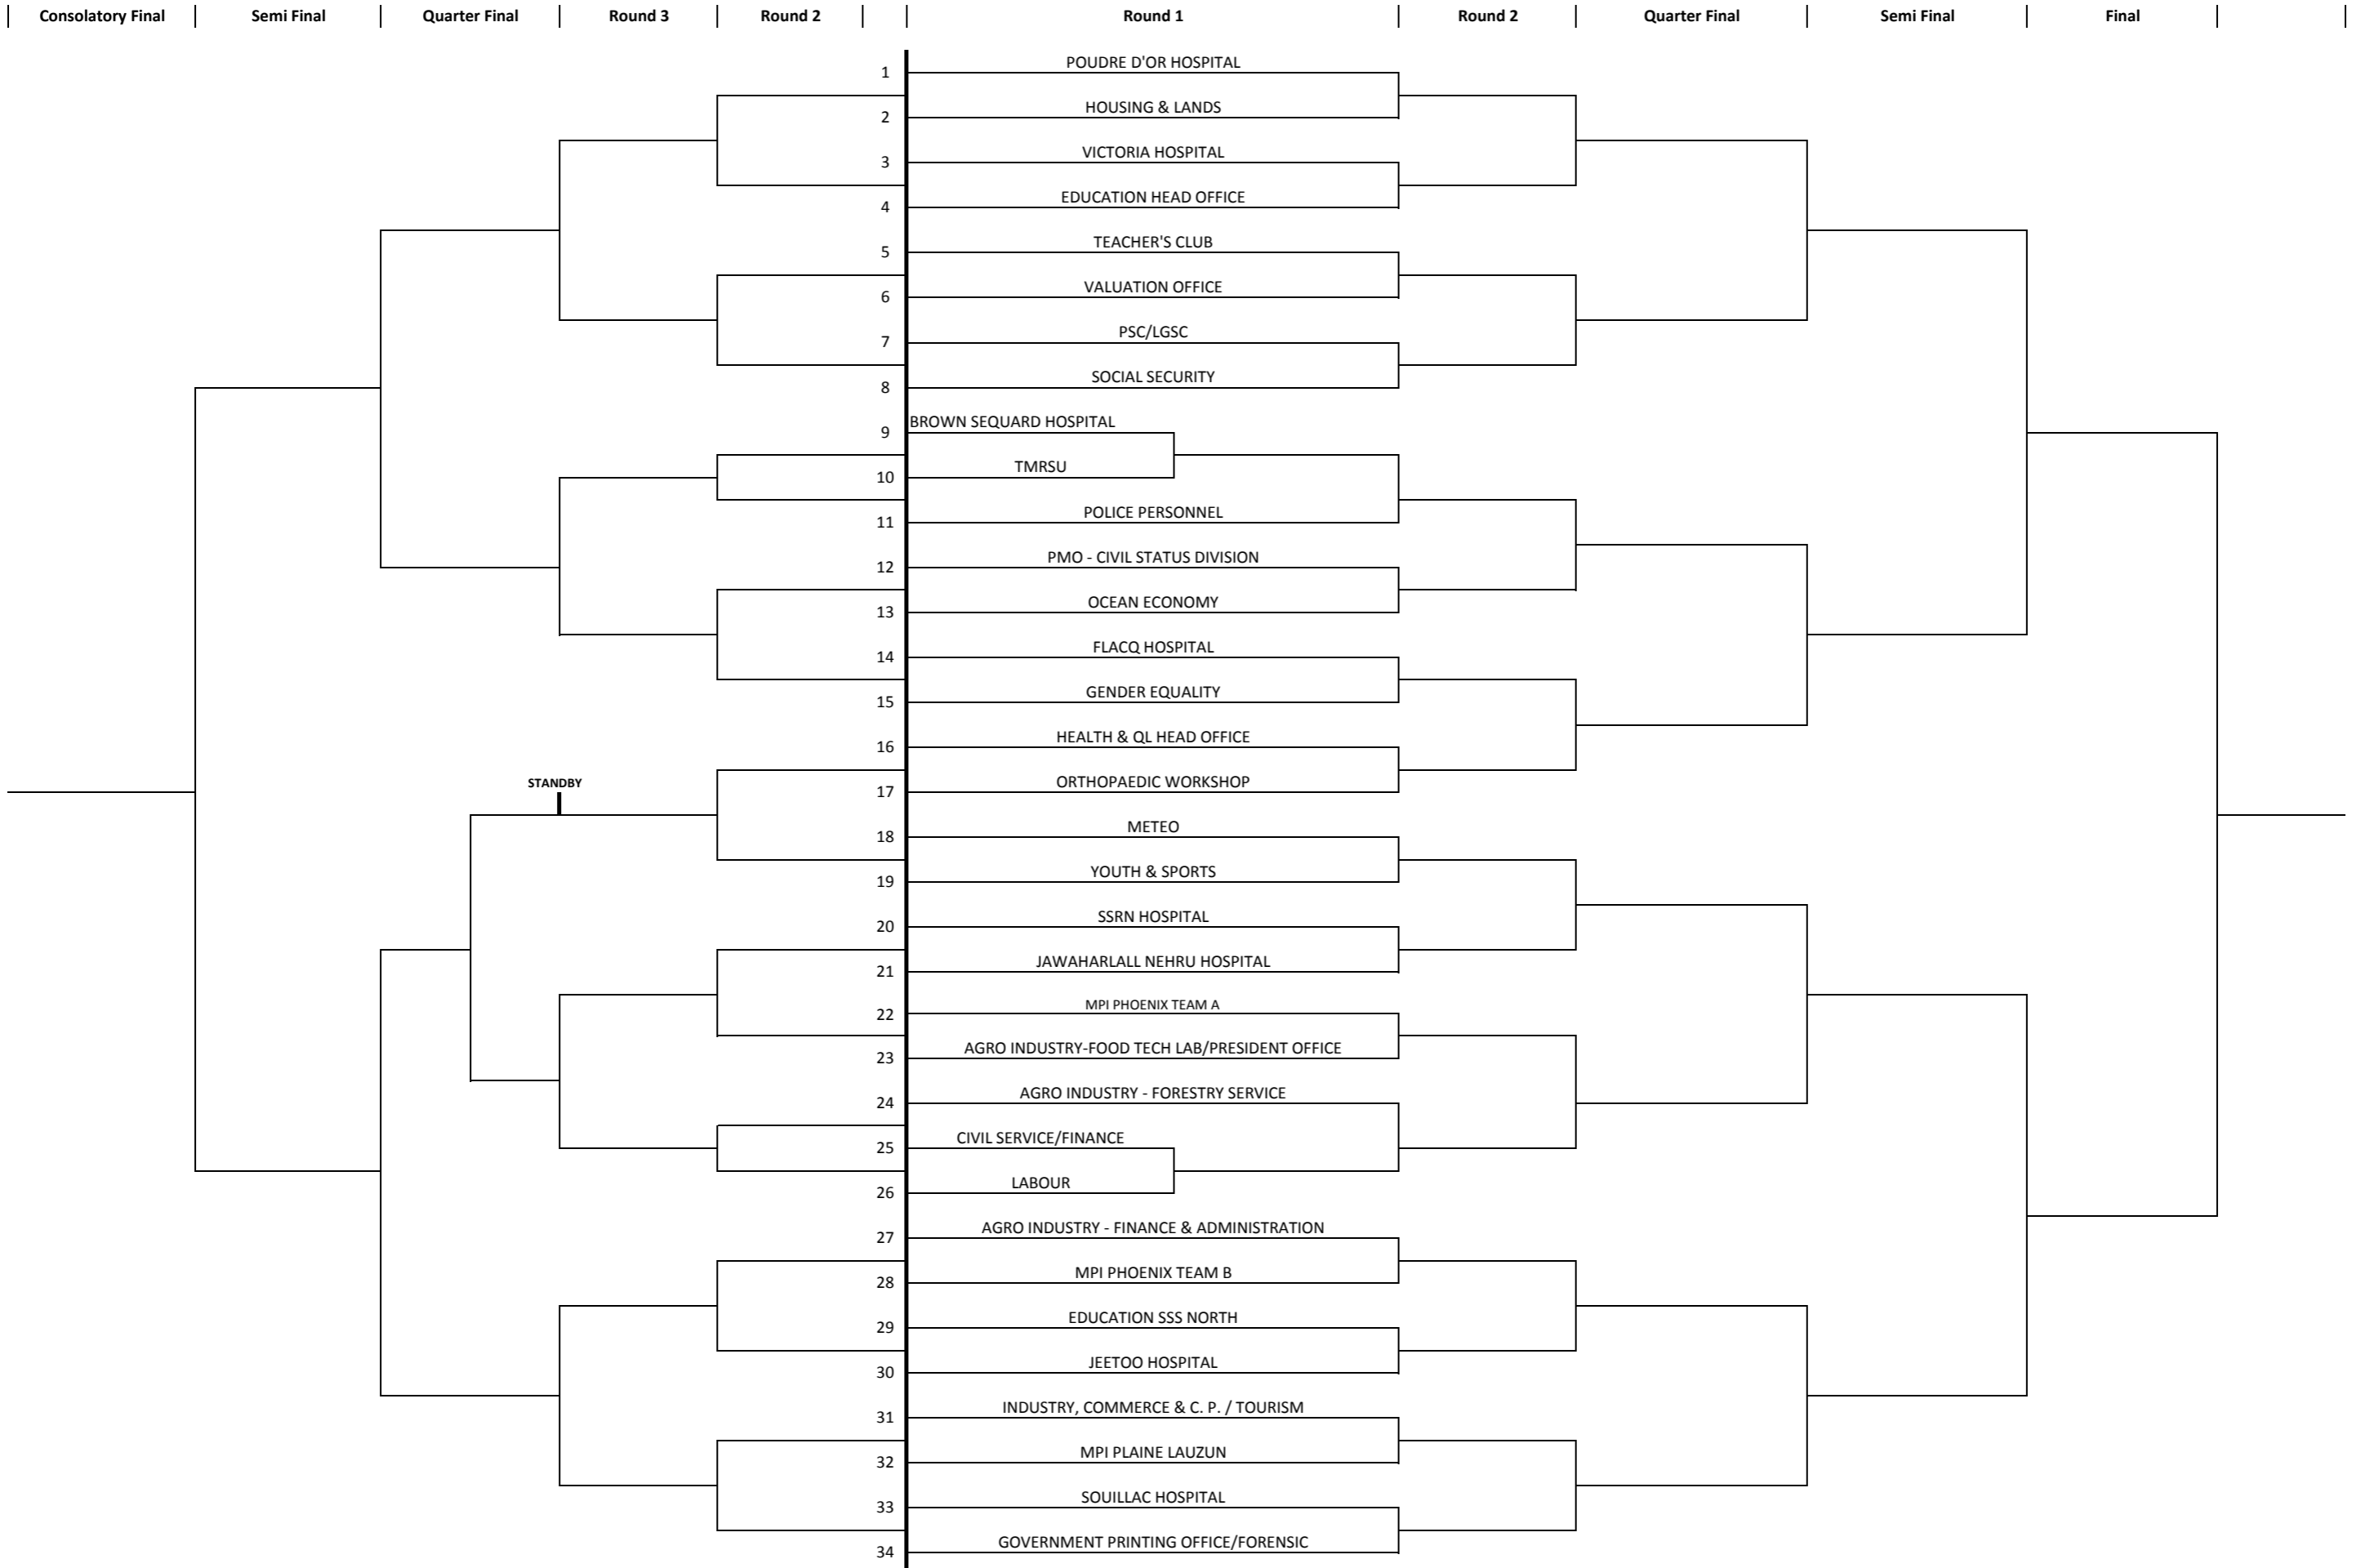 Consolatory Final Semi Final Quarter Final Round 3 Round 2 Round 1 Round 2 Quarter Final Semi Final Final
1 POUDRE D'OR HOSPITAL
2 HOUSING & LANDS
3 VICTORIA HOSPITAL
4 EDUCATION HEAD OFFICE
5 TEACHER'S CLUB
6 VALUATION OFFICE
7 PSC/LGSC
8 SOCIAL SECURITY
9 BROWN SEQUARD HOSPITAL
10 TMRSU
11 POLICE PERSONNEL
12 PMO - CIVIL STATUS DIVISION
13 OCEAN ECONOMY
14 FLACQ HOSPITAL
15 GENDER EQUALITY
16 HEALTH & QL HEAD OFFICE
STANDBY
17 ORTHOPAEDIC WORKSHOP
18 METEO
19 YOUTH & SPORTS
20 SSRN HOSPITAL
21 JAWAHARLALL NEHRU HOSPITAL
22 MPI PHOENIX TEAM A
23 AGRO INDUSTRY-FOOD TECH LAB/PRESIDENT OFFICE
24 AGRO INDUSTRY - FORESTRY SERVICE
25 CIVIL SERVICE/FINANCE
26 LABOUR
27 AGRO INDUSTRY - FINANCE & ADMINISTRATION
28 MPI PHOENIX TEAM B
29 EDUCATION SSS NORTH
30 JEETOO HOSPITAL
31 INDUSTRY, COMMERCE & C. P. / TOURISM
32 MPI PLAINE LAUZUN
33 SOUILLAC HOSPITAL
34 GOVERNMENT PRINTING OFFICE/FORENSIC